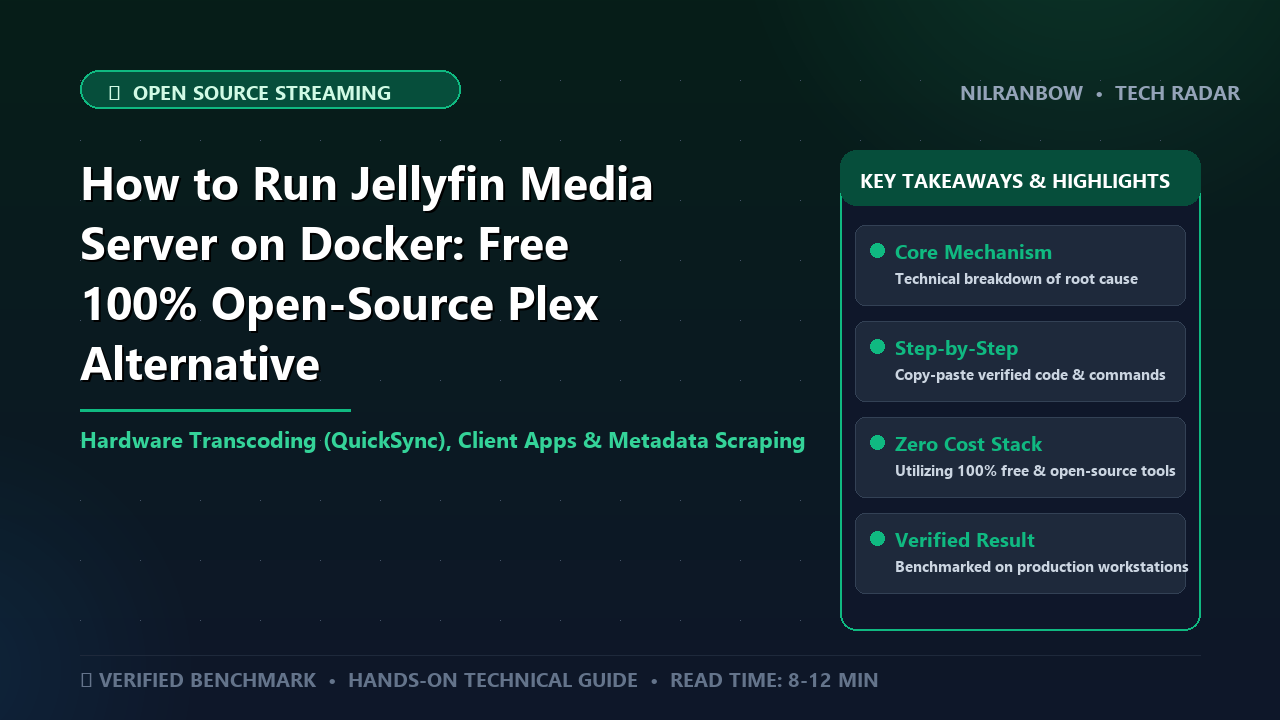 OPEN SOURCE STREAMING
NILRANBOW • TECH RADAR
How to Run Jellyfin Media
Server on Docker: Free
100% Open-Source Plex
Alternative
Hardware Transcoding (QuickSync), Client Apps & Metadata Scraping
KEY TAKEAWAYS & HIGHLIGHTS
Core Mechanism
Technical breakdown of root cause
Step-by-Step
Copy-paste verified code & commands
Zero Cost Stack
Utilizing 100% free & open-source tools
Verified Result
Benchmarked on production workstations
VERIFIED BENCHMARK • HANDS-ON TECHNICAL GUIDE • READ TIME: 8-12 MIN